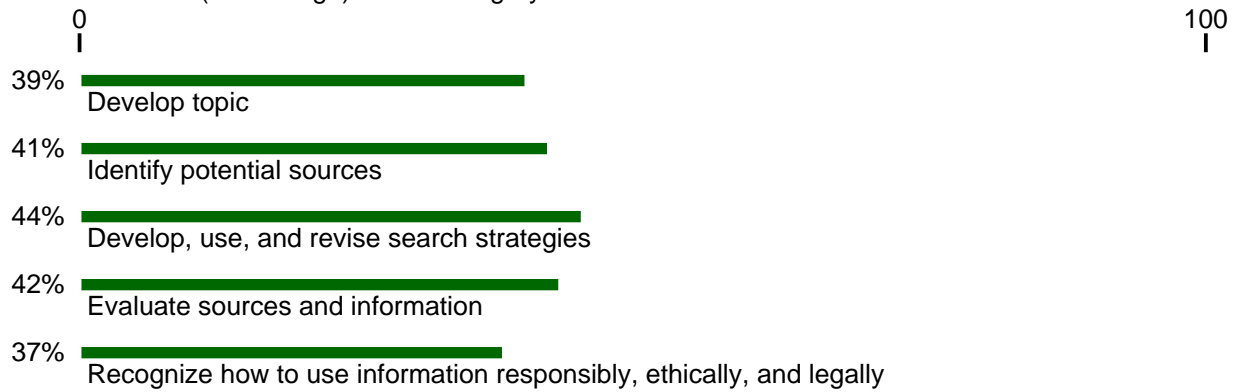 0 100
39%
Develop topic
41%
Identify potential sources
44%
Develop, use, and revise search strategies
42%
Evaluate sources and information
37%
Recognize how to use information responsibly, ethically, and legally